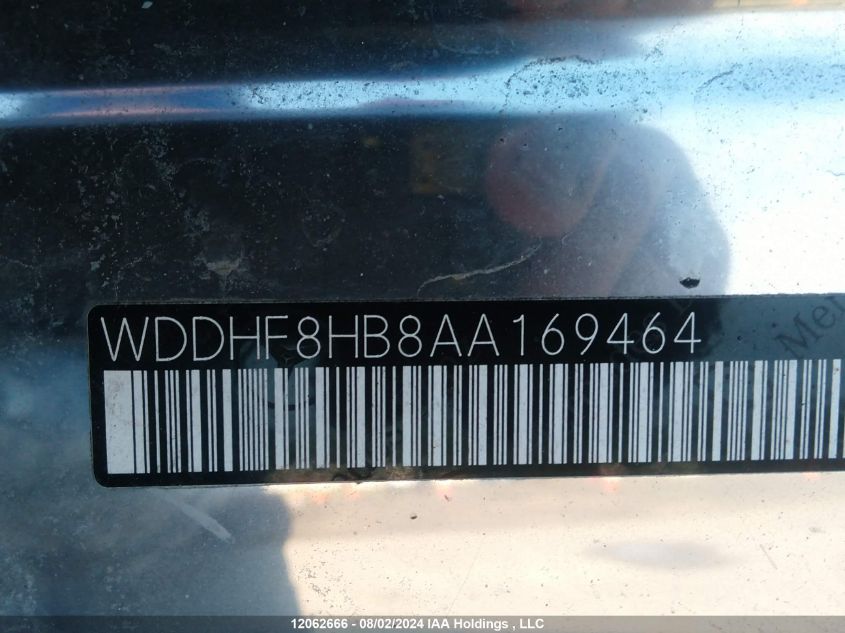 WDDHF8HB8AA169464
12062666 - 08/02/2024 IAA Holdings , LLC